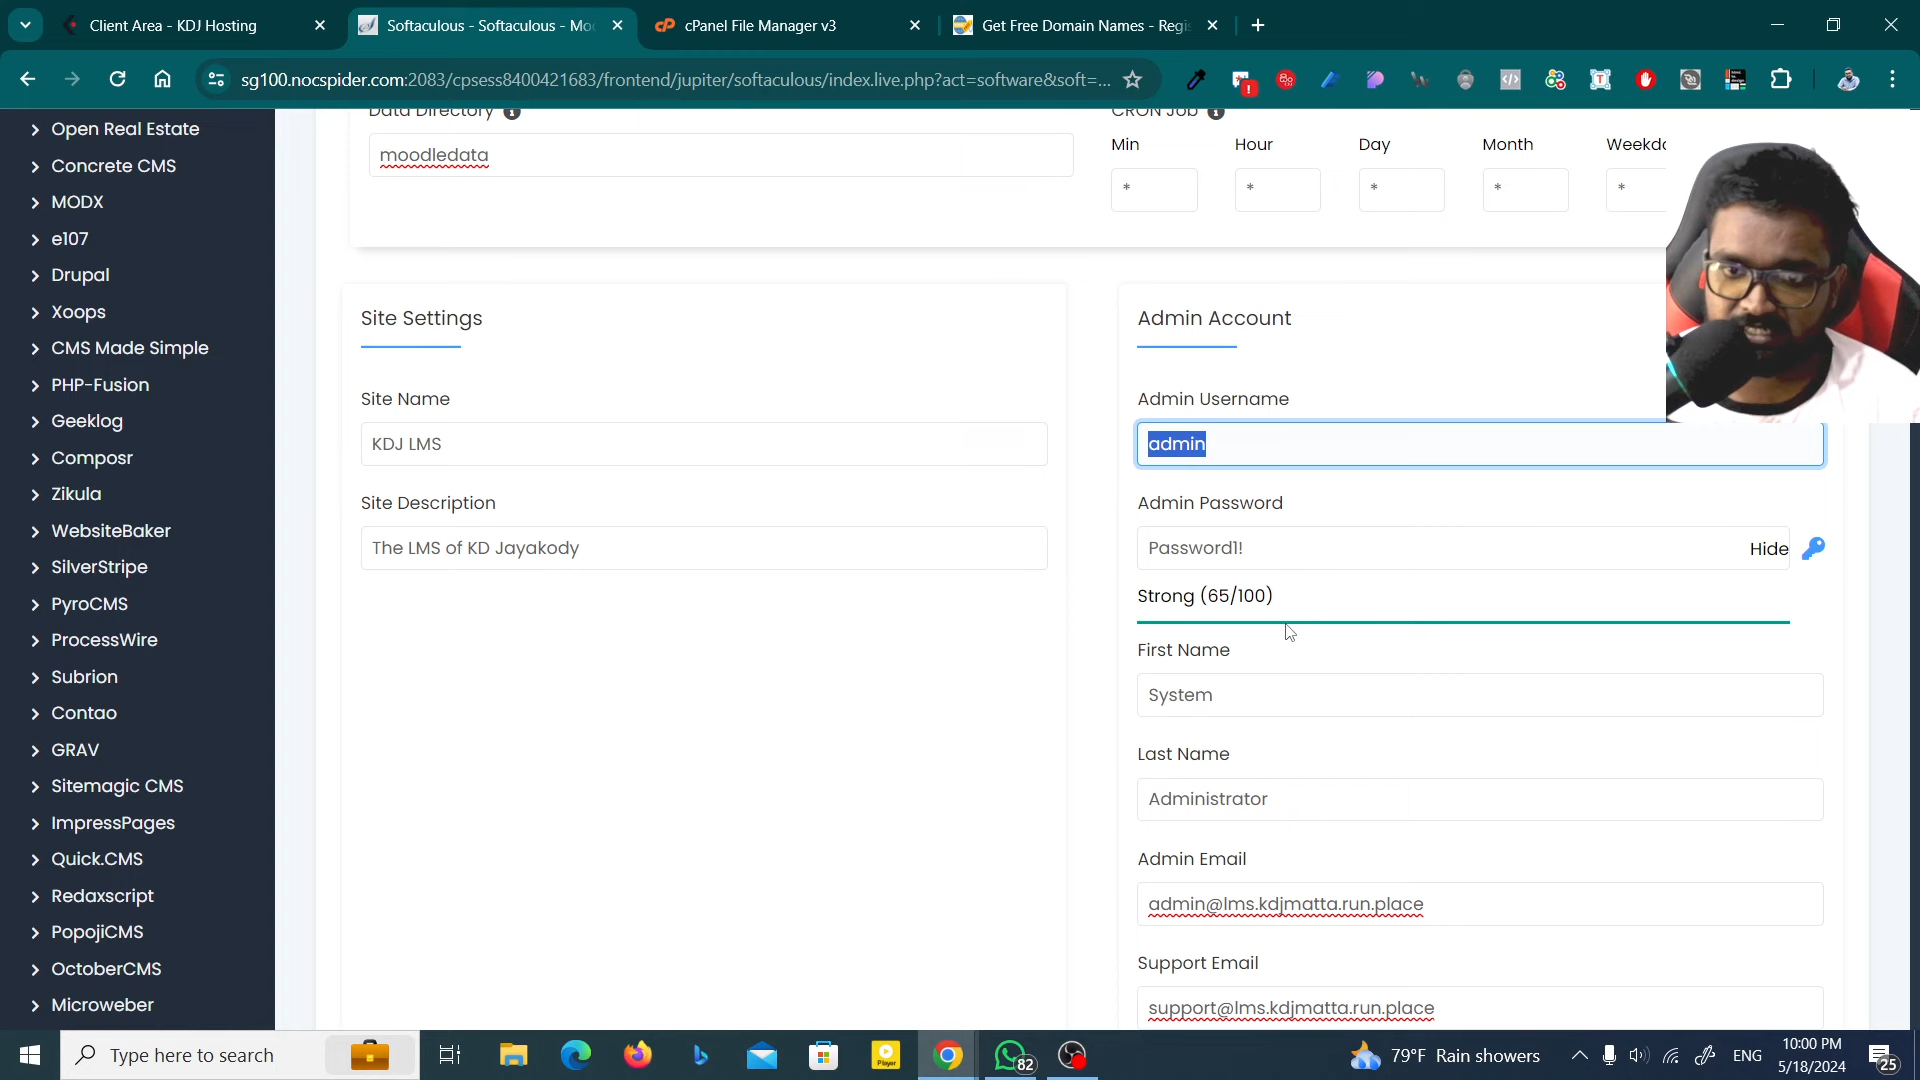 Client Area - KDJ Hosting
Softaculous - Softaculous - Moo
cPanel File Manager v3
Get Free Domain Names - Regis
sg100.nocspider.com:2083/cpsess8400421683/frontend/jupiter/softaculous/index.live.php?act=software&soft=...
Open Real Estate
Concrete CMS
MODX
e107
Drupal
Xoops
CMS Made Simple
PHP-Fusion
Geeklog
Composr
Zikula
WebsiteBaker
SilverStripe
PyroCMS
ProcessWire
Subrion
Contao
GRAV
Sitemagic CMS
ImpressPages
Quick.CMS
Redaxscript
PopojiCMS
OctoberCMS
Microweber
Data Directory
moodledata
CRON Job
Min Hour Day Month Weekda
* * * * *
Site Settings
Site Name
KDJ LMS
Site Description
The LMS of KD Jayakody
Admin Account
Admin Username
admin
Admin Password
Password1!
Hide
Strong (65/100)
First Name
System
Last Name
Administrator
Admin Email
admin@lms.kdjmatta.run.place
Support Email
support@lms.kdjmatta.run.place
Type here to search
Player
82
79°F Rain showers
ENG
10:00 PM
5/18/2024
25